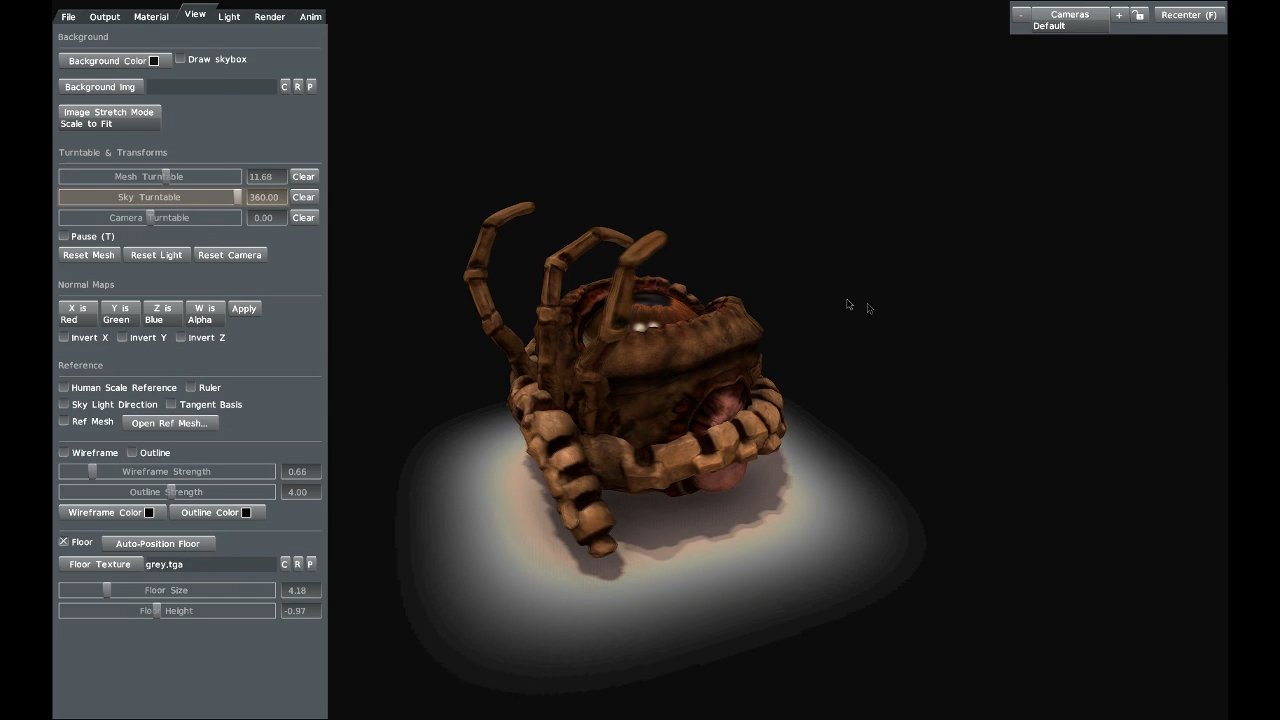 File Output Material View Light Render Anim
- Cameras + Recenter (F)
Default
Background
Background Color Draw skybox
Background Img C R P
Image Stretch Mode
Scale to Fit
Turntable & Transforms
Mesh Turntable 11.68 Clear
Sky Turntable 360.00 Clear
Camera Turntable 0.00 Clear
Pause (T)
Reset Mesh Reset Light Reset Camera
Normal Maps
X is Y is Z is W is Apply
Red Green Blue Alpha
Invert X Invert Y Invert Z
Reference
Human Scale Reference Ruler
Sky Light Direction Tangent Basis
Ref Mesh Open Ref Mesh...
Wireframe Outline
Wireframe Strength 0.66
Outline Strength 4.00
Wireframe Color Outline Color
Floor Auto-Position Floor
Floor Texture grey.tga C R P
Floor Size 4.18
Floor Height -0.97